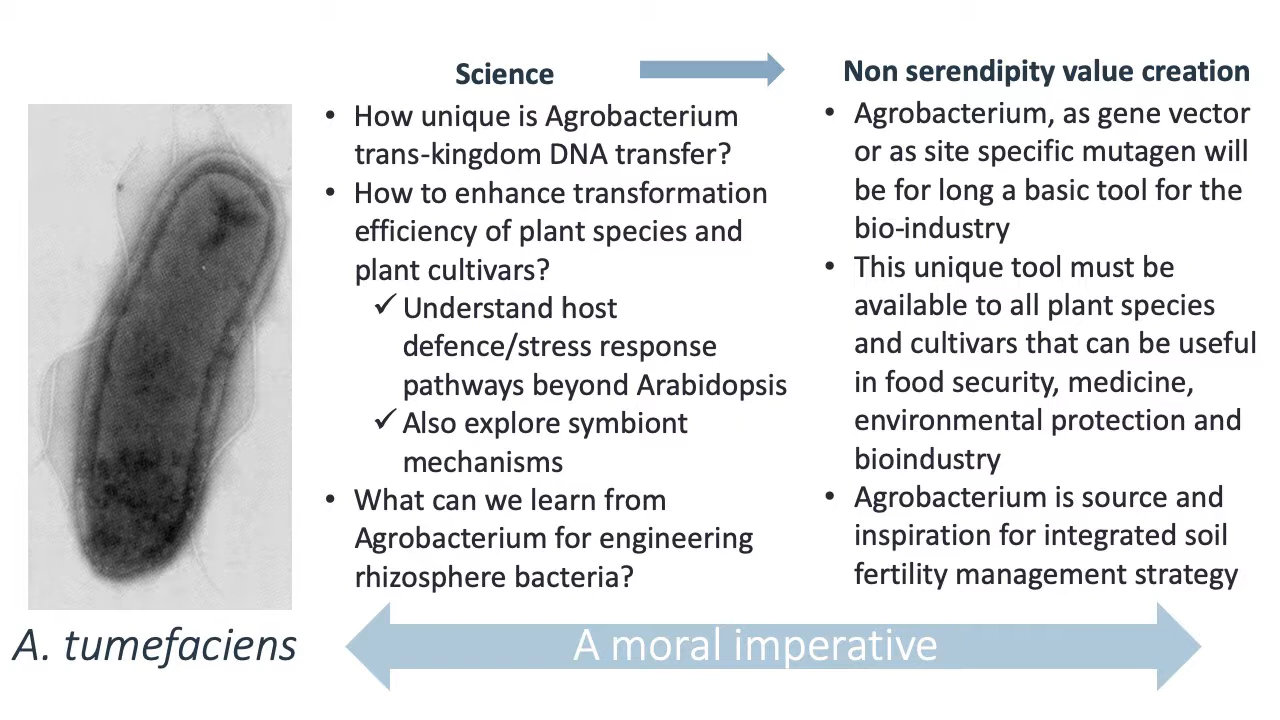 Science
• How unique is Agrobacterium
trans-kingdom DNA transfer?
• How to enhance transformation
efficiency of plant species and
plant cultivars?
✓ Understand host
defence/stress response
pathways beyond Arabidopsis
✓ Also explore symbiont
mechanisms
• What can we learn from
Agrobacterium for engineering
rhizosphere bacteria?
Non serendipity value creation
• Agrobacterium, as gene vector
or as site specific mutagen will
be for long a basic tool for the
bio-industry
• This unique tool must be
available to all plant species
and cultivars that can be useful
in food security, medicine,
environmental protection and
bioindustry
• Agrobacterium is source and
inspiration for integrated soil
fertility management strategy
A. tumefaciens
A moral imperative